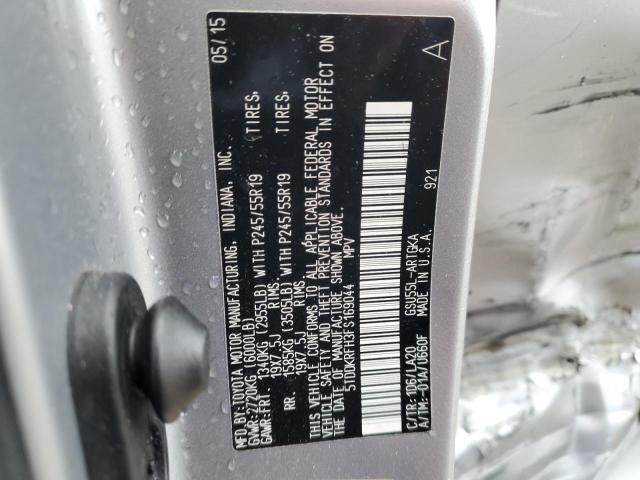 MFD.BY:TOYOTA MOTOR MANUFACTURING, INDIANA, INC. 05/15
GVWR:2720KG(6000LB)
GAWR:FRT. 1340KG (2955LB) WITH P245/55R19 TIRES,
19X7.5J RIMS.
RR. 1585KG (3505LB) WITH P245/55R19 TIRES,
19X7.5J RIMS
THIS VEHICLE CONFORMS TO ALL APPLICABLE FEDERAL MOTOR
VEHICLE SAFETY AND THEFT PREVENTION STANDARDS IN EFFECT ON
THE DATE OF MANUFACTURE SHOWN ABOVE.
5TDDKRFH3FS169044 MPV
921
C/TR:1D6/LA20 GSU55L-ARTGKA
A/TM:-01A/U660F MADE IN U.S.A.
A